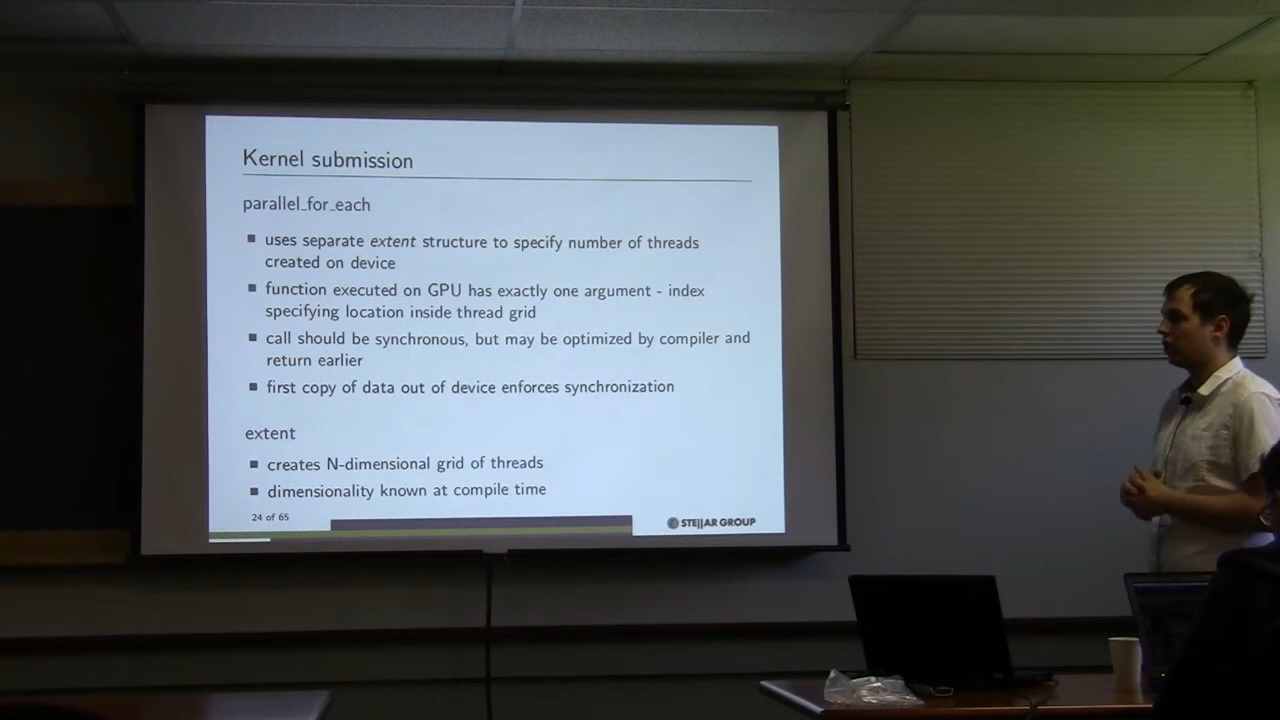 Kernel submission
parallel_for_each
uses separate extent structure to specify number of threads
created on device
function executed on GPU has exactly one argument - index
specifying location inside thread grid
call should be synchronous, but may be optimized by compiler and
return earlier
first copy of data out of device enforces synchronization
extent
creates N-dimensional grid of threads
dimensionality known at compile time
24 of 65
STE||AR GROUP